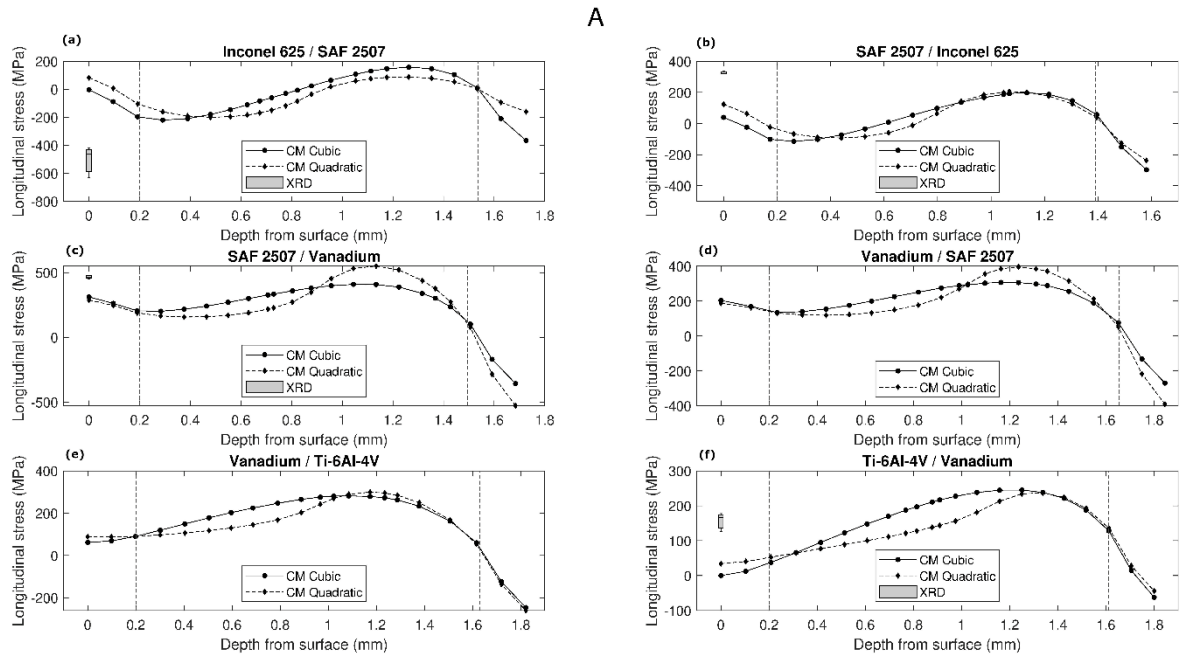 A
(a)
Inconel 625 / SAF 2507
Longitudinal stress (MPa)
200
0
-200
-400
-600
-800
CM Cubic
CM Quadratic
XRD
0 0.2 0.4 0.6 0.8 1 1.2 1.4 1.6 1.8
Depth from surface (mm)
(b)
SAF 2507 / Inconel 625
Longitudinal stress (MPa)
400
200
0
-200
-400
CM Cubic
CM Quadratic
XRD
0 0.2 0.4 0.6 0.8 1 1.2 1.4 1.6
Depth from surface (mm)
(c)
SAF 2507 / Vanadium
Longitudinal stress (MPa)
500
0
-500
CM Cubic
CM Quadratic
XRD
0 0.2 0.4 0.6 0.8 1 1.2 1.4 1.6 1.8
Depth from surface (mm)
(d)
Vanadium / SAF 2507
Longitudinal stress (MPa)
400
200
0
-200
-400
CM Cubic
CM Quadratic
0 0.2 0.4 0.6 0.8 1 1.2 1.4 1.6 1.8
Depth from surface (mm)
(e)
Vanadium / Ti-6Al-4V
Longitudinal stress (MPa)
400
200
0
-200
CM Cubic
CM Quadratic
0 0.2 0.4 0.6 0.8 1 1.2 1.4 1.6 1.8
Depth from surface (mm)
(f)
Ti-6Al-4V / Vanadium
Longitudinal stress (MPa)
300
200
100
0
-100
CM Cubic
CM Quadratic
XRD
0 0.2 0.4 0.6 0.8 1 1.2 1.4 1.6 1.8
Depth from surface (mm)